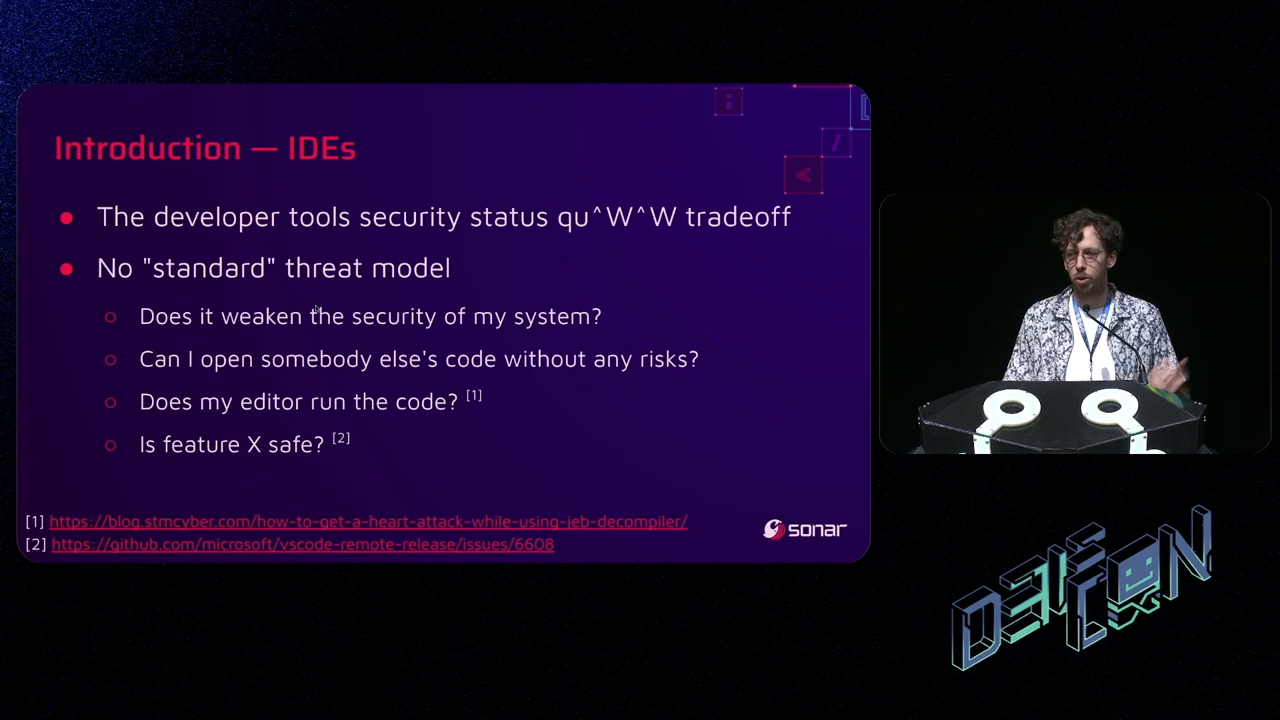 Introduction — IDEs
● The developer tools security status qu^W^W tradeoff
● No "standard" threat model
○ Does it weaken the security of my system?
○ Can I open somebody else's code without any risks?
○ Does my editor run the code? [1]
○ Is feature X safe? [2]
[1] https://blog.stmcyber.com/how-to-get-a-heart-attack-while-using-jeb-decompiler/
[2] https://github.com/microsoft/vscode-remote-release/issues/6608
sonar
DEF CON